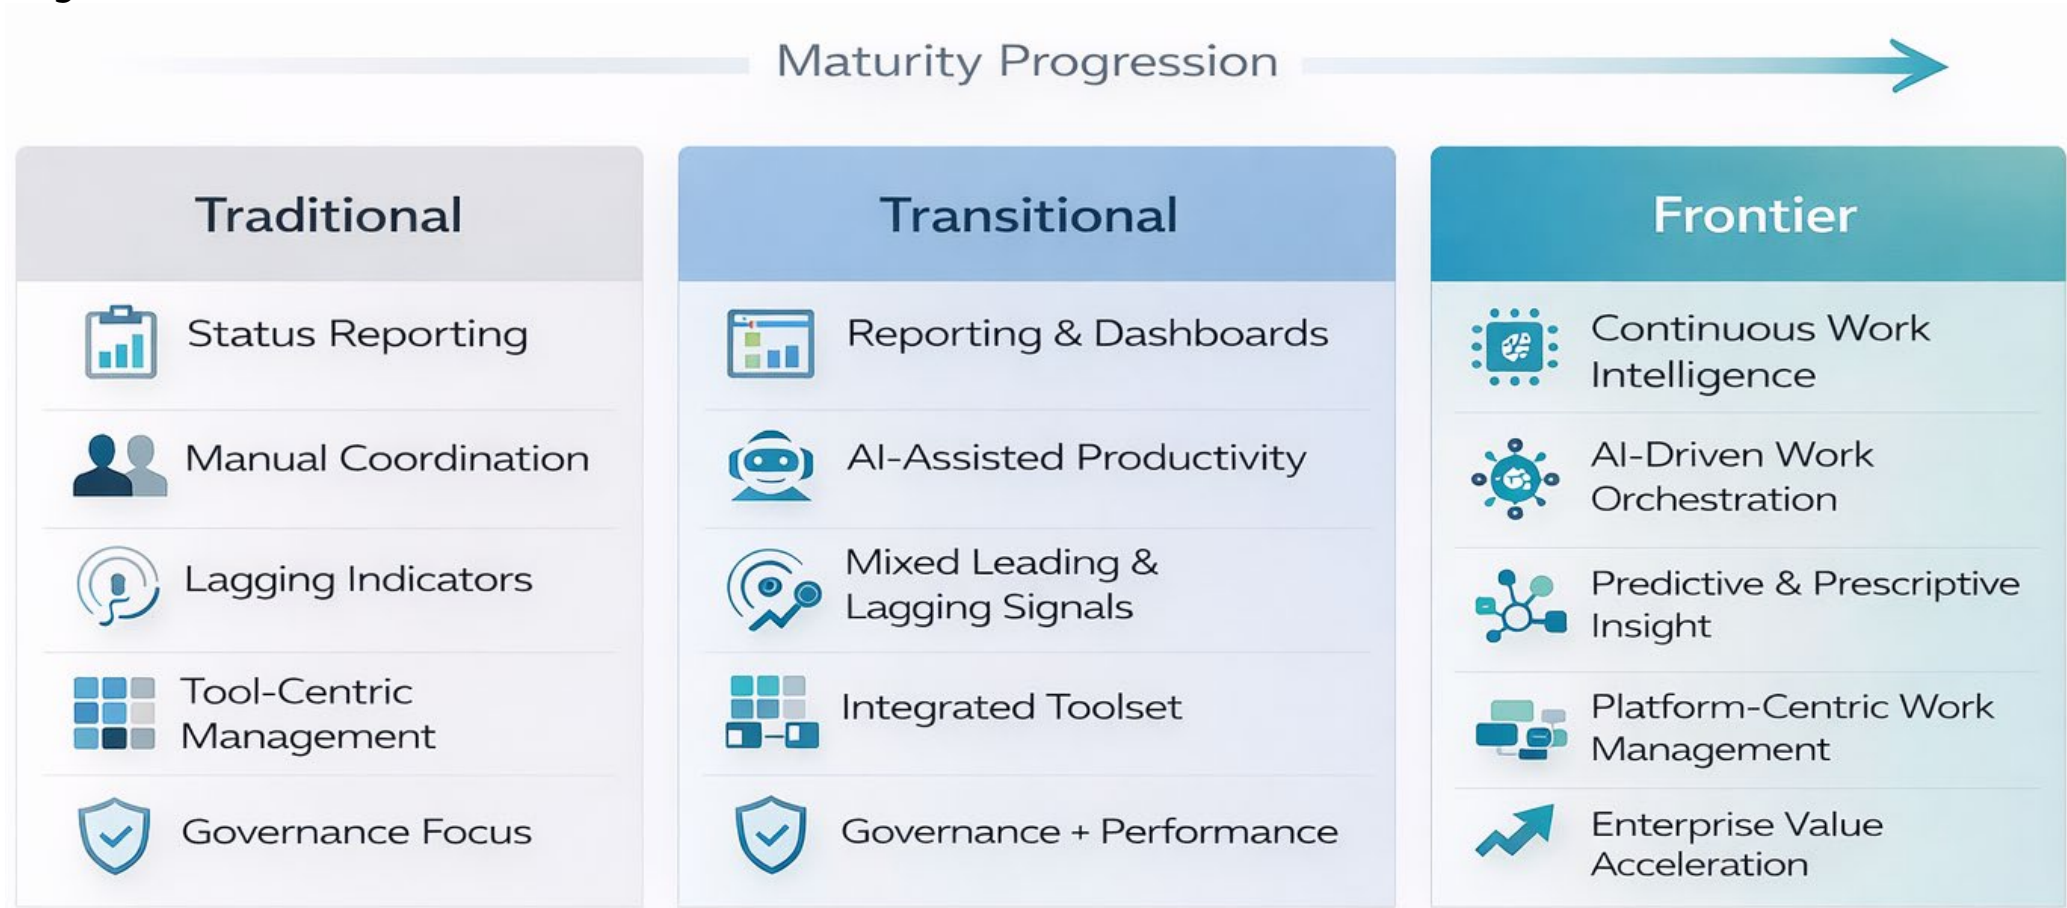 Maturity Progression
Traditional
Status Reporting
Manual Coordination
Lagging Indicators
Tool-Centric
Management
Governance Focus
Transitional
Reporting & Dashboards
AI-Assisted Productivity
Mixed Leading &
Lagging Signals
Integrated Toolset
Governance + Performance
Frontier
Continuous Work
Intelligence
AI-Driven Work
Orchestration
Predictive & Prescriptive
Insight
Platform-Centric Work
Management
Enterprise Value
Acceleration